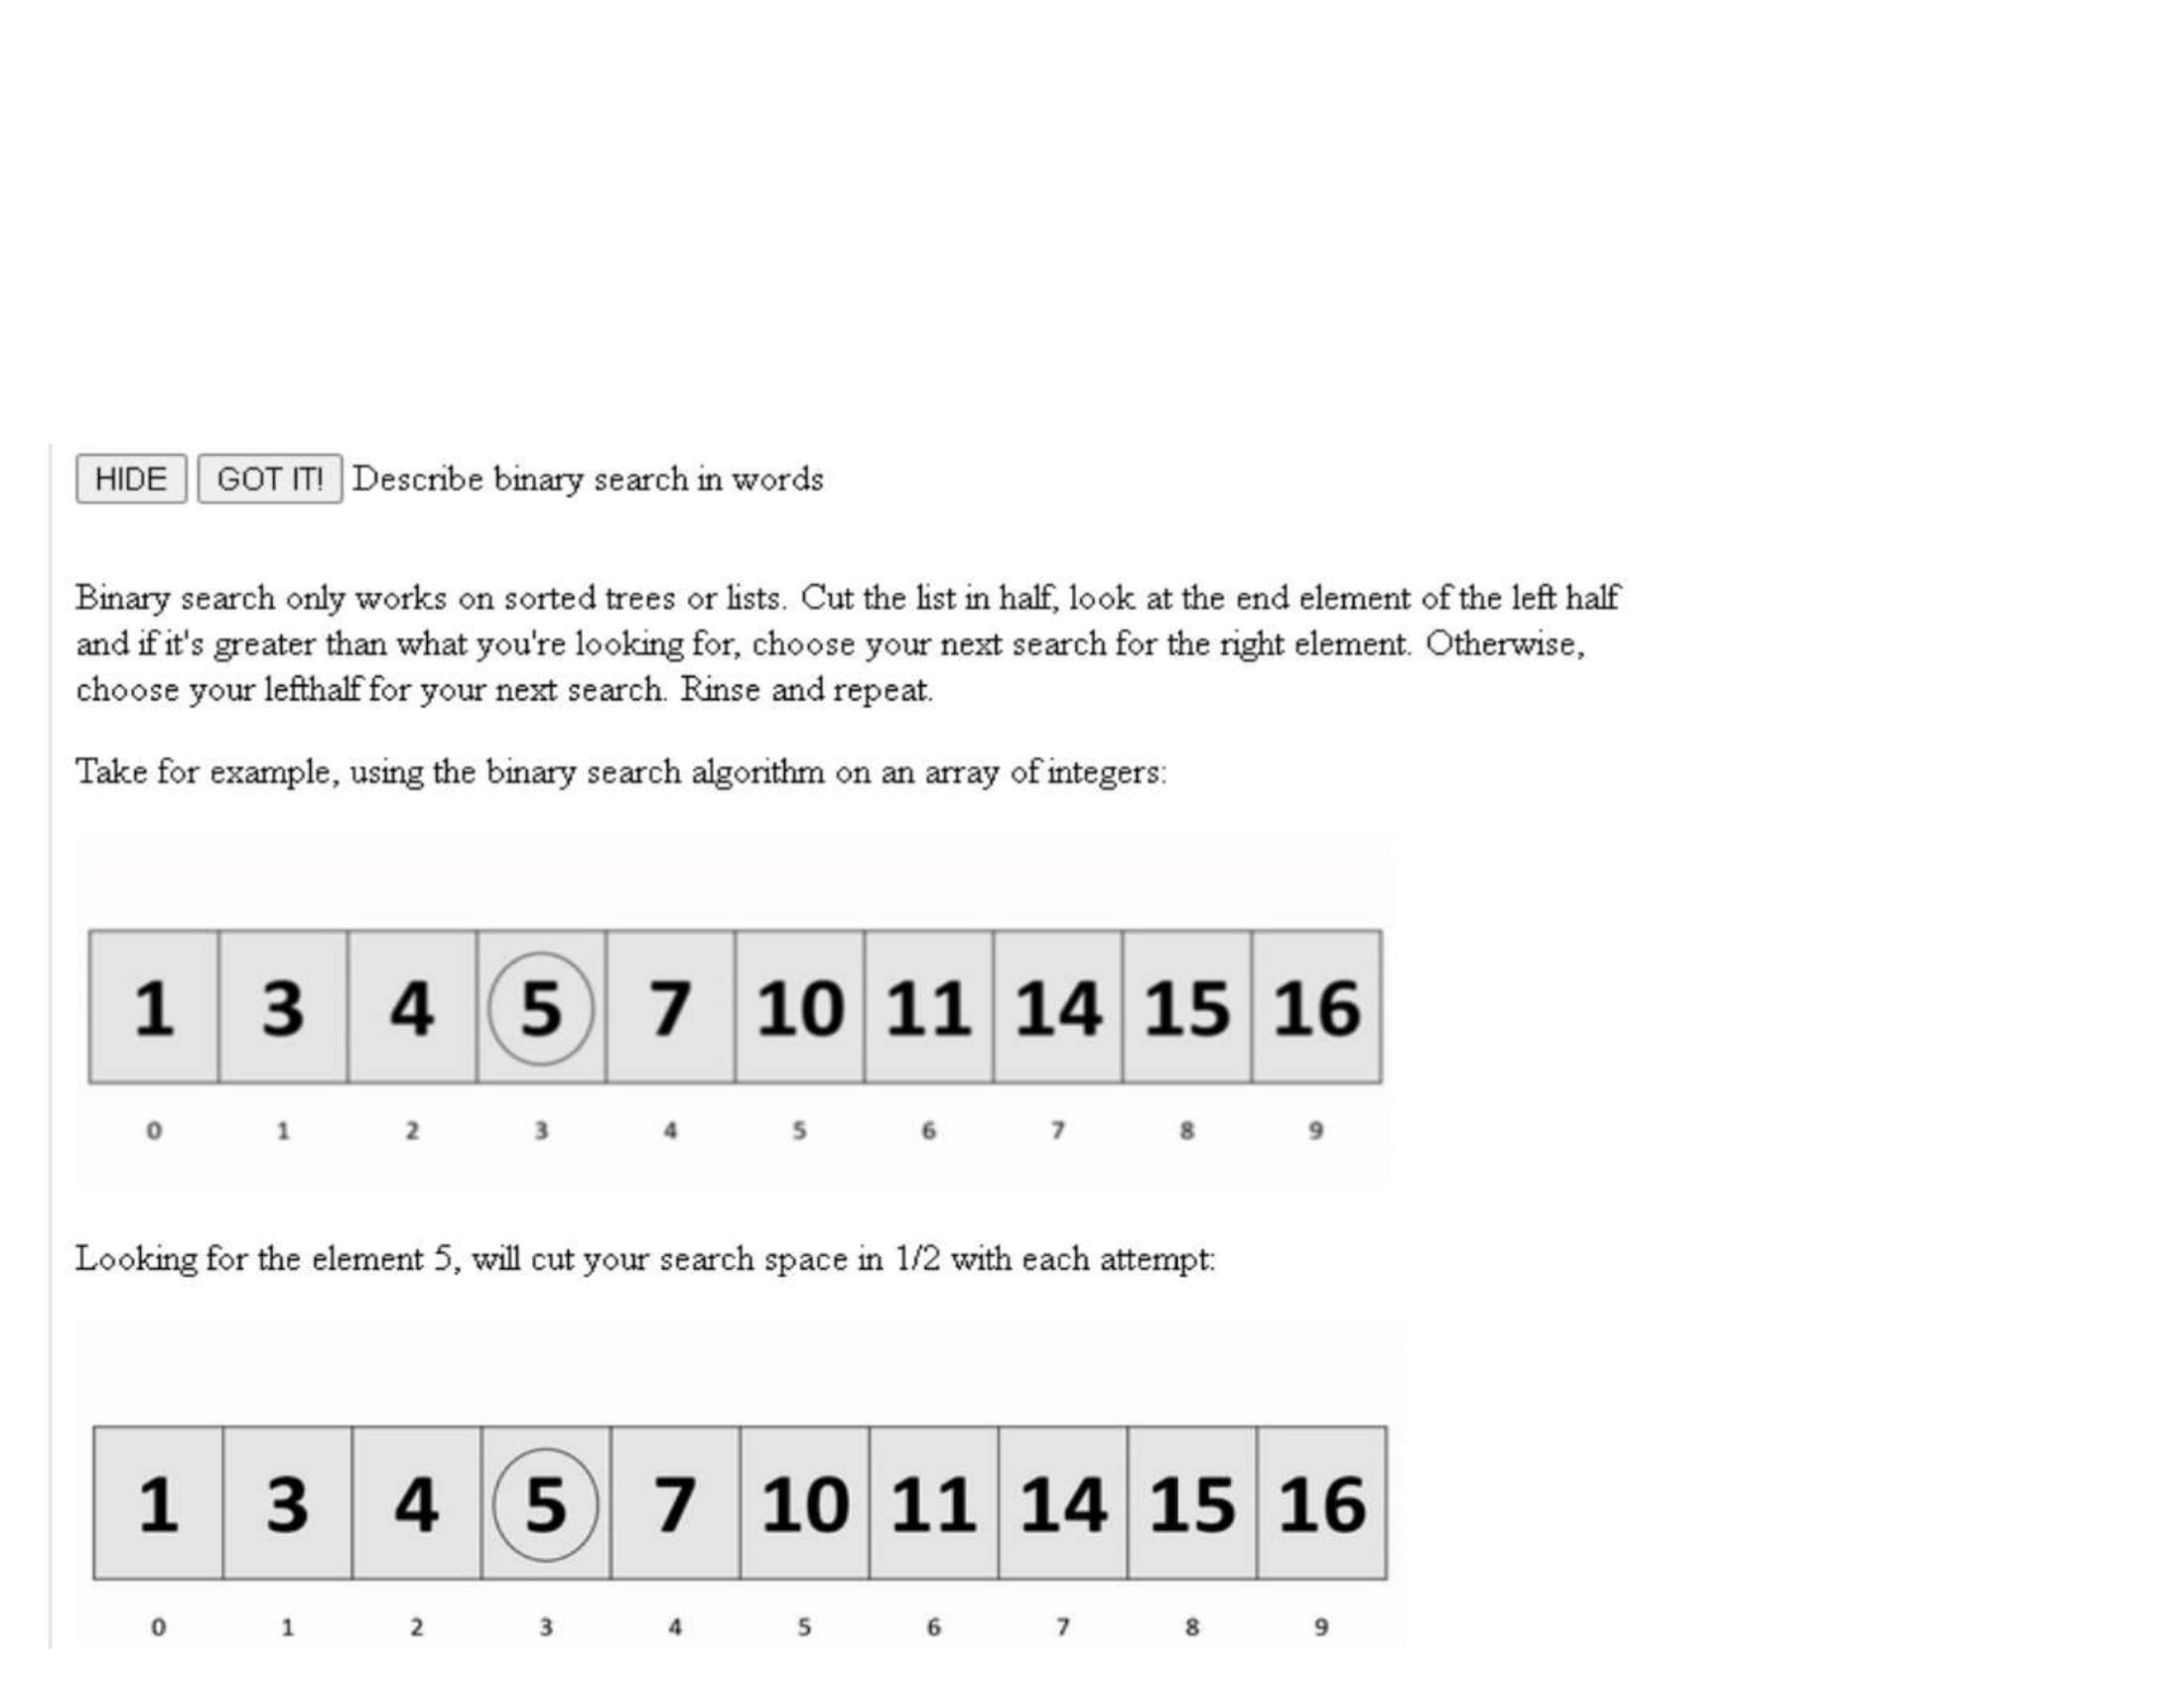 HIDE GOT IT! Describe binary search in words
Binary search only works on sorted trees or lists. Cut the list in half, look at the end element of the left half
and if it's greater than what you're looking for, choose your next search for the right element. Otherwise,
choose your lefthalf for your next search. Rinse and repeat.
Take for example, using the binary search algorithm on an array of integers:
1 3 4 5 7 10 11 14 15 16
0 1 2 3 4 5 6 7 8 9
Looking for the element 5, will cut your search space in 1/2 with each attempt:
1 3 4 5 7 10 11 14 15 16
0 1 2 3 4 5 6 7 8 9